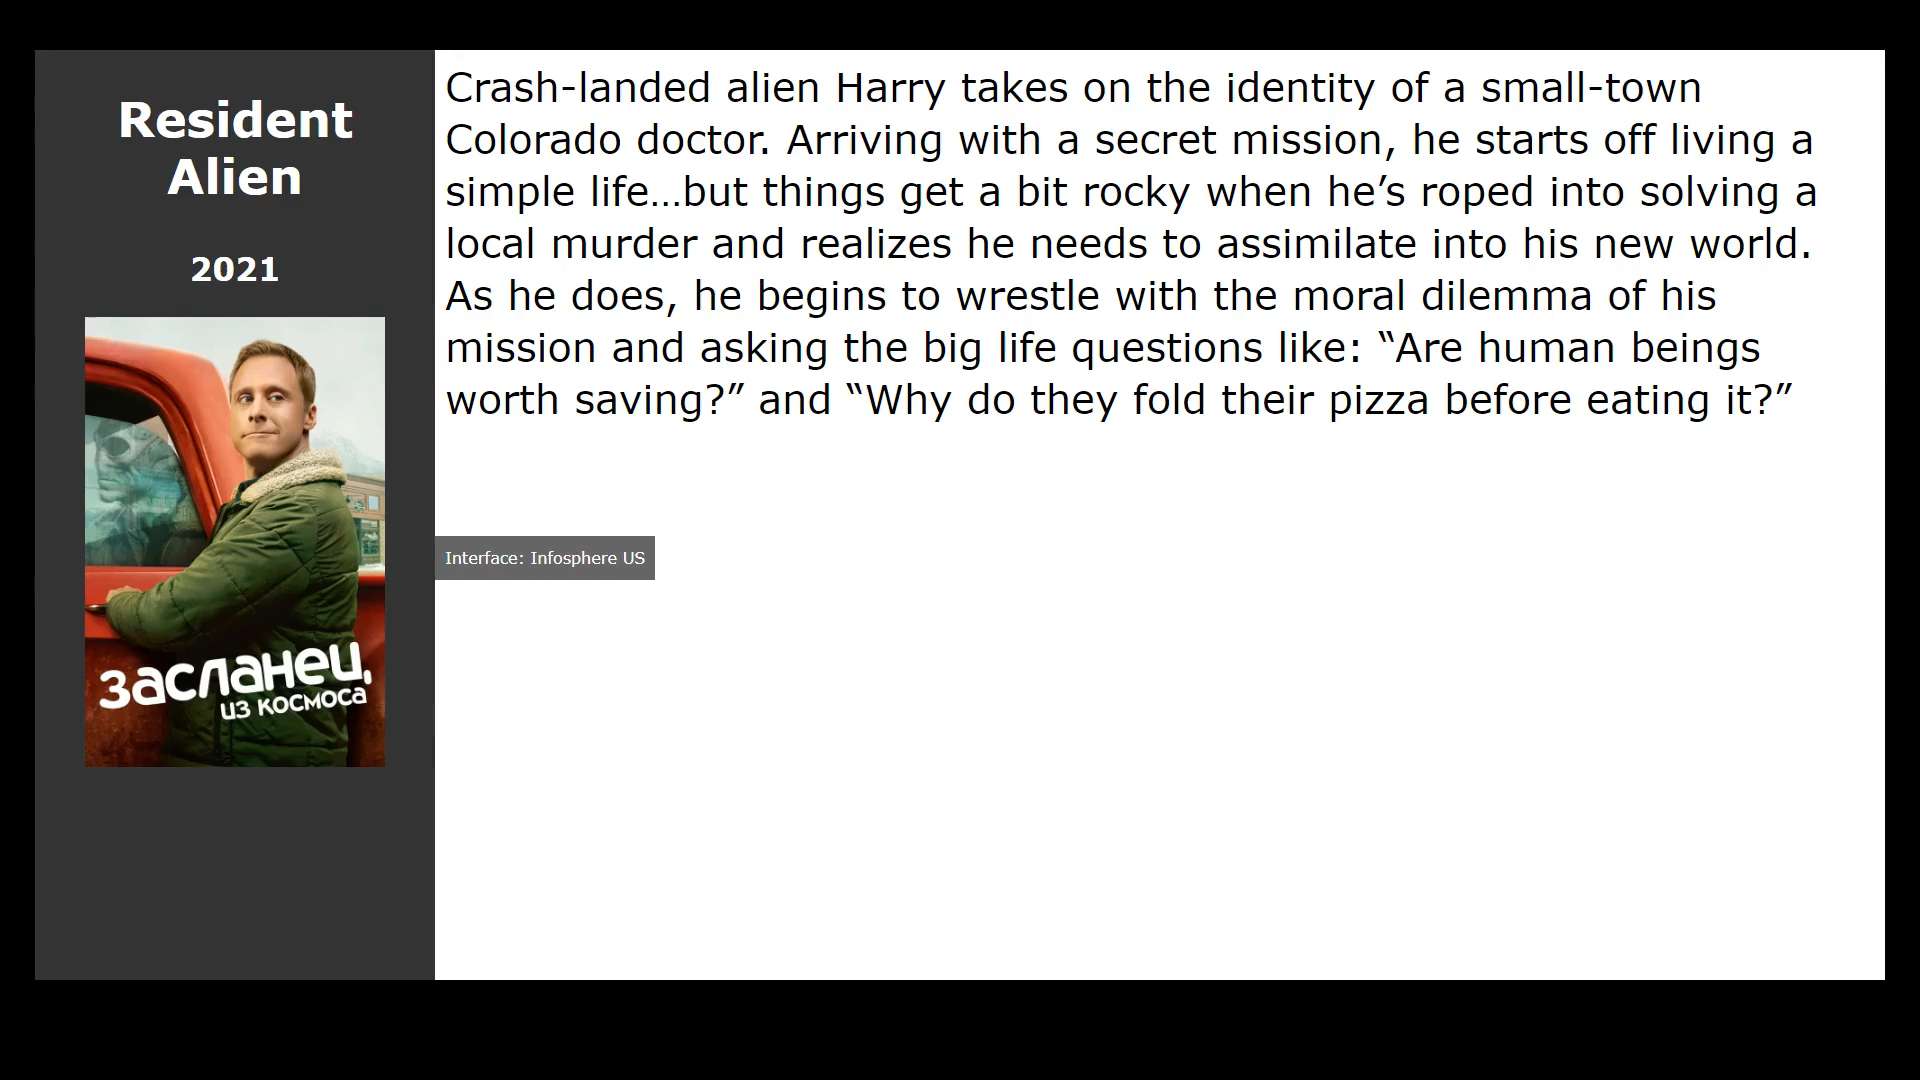 Resident
Alien
2021
Засланец
из космоса
Crash-landed alien Harry takes on the identity of a small-town
Colorado doctor. Arriving with a secret mission, he starts off living a
simple life…but things get a bit rocky when he’s roped into solving a
local murder and realizes he needs to assimilate into his new world.
As he does, he begins to wrestle with the moral dilemma of his
mission and asking the big life questions like: “Are human beings
worth saving?” and “Why do they fold their pizza before eating it?”
Interface: Infosphere US